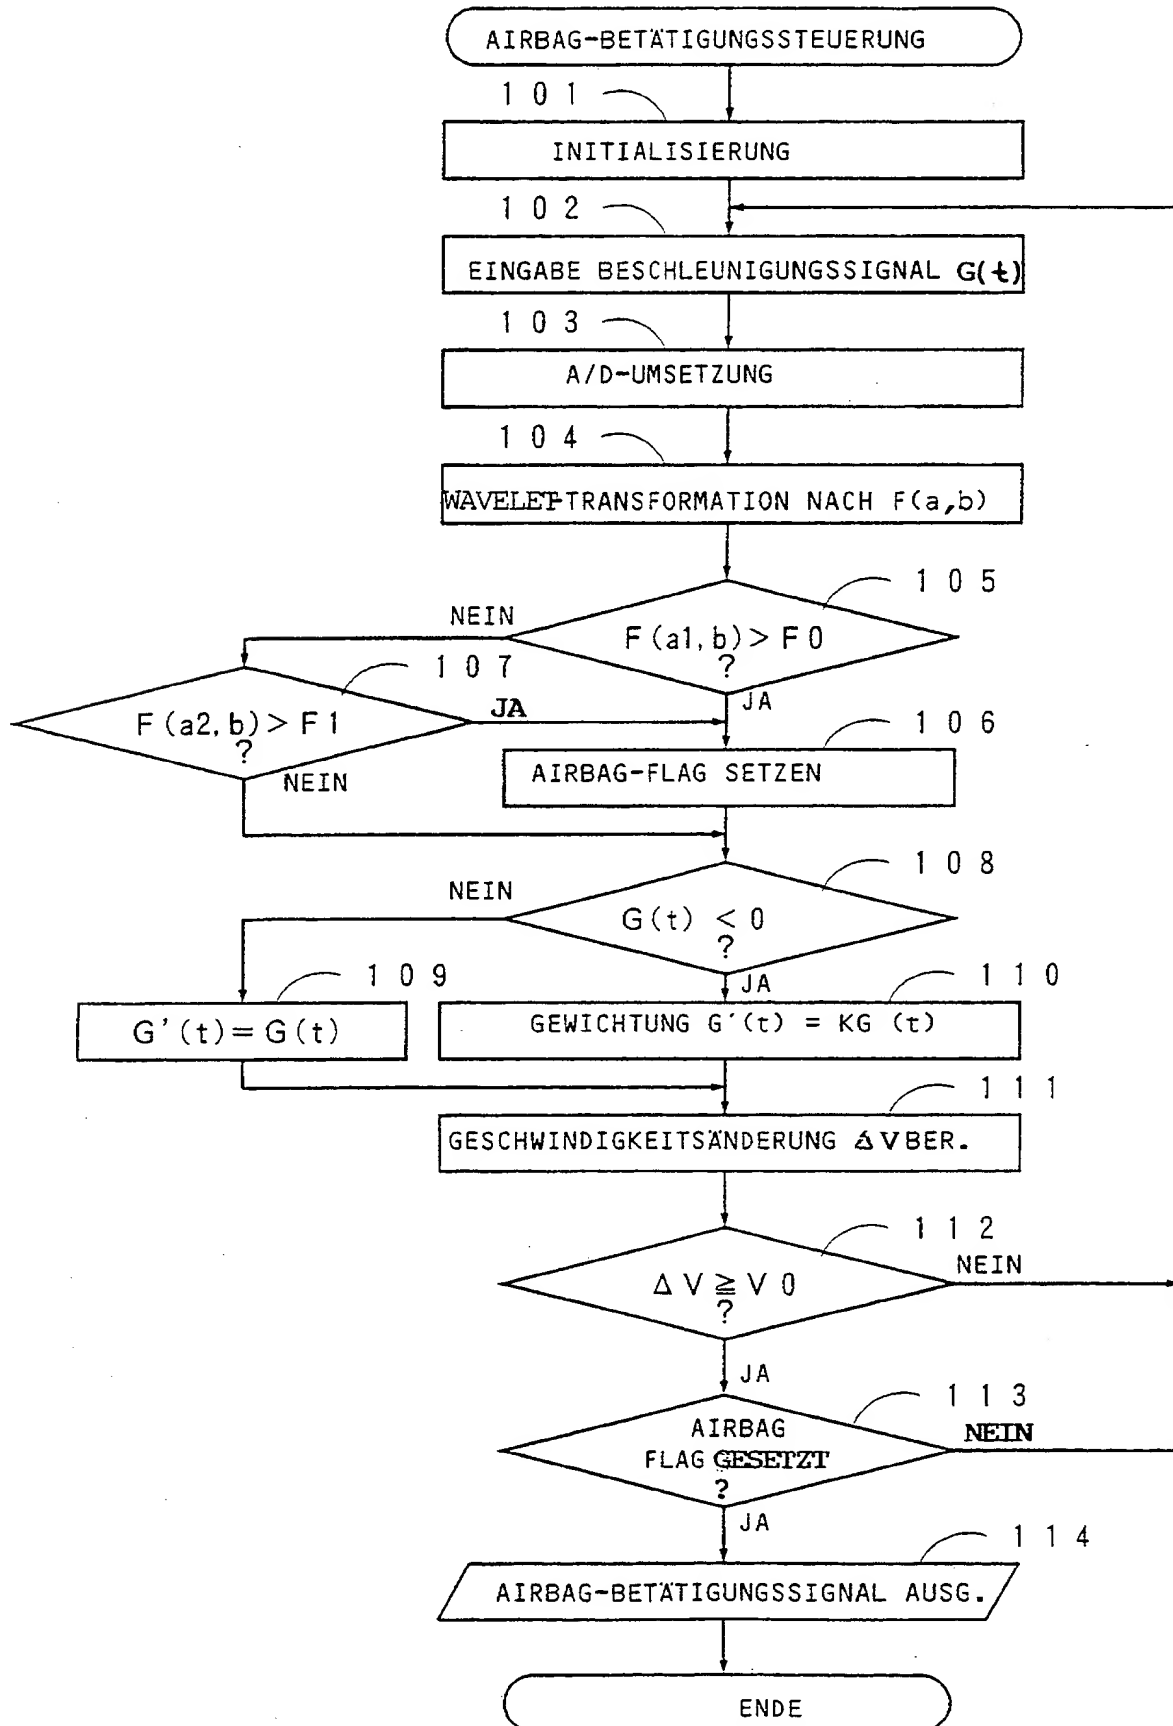 AIRBAG-BETÄTIGUNGSSTEUERUNG
101
INITIALISIERUNG
102
EINGABE BESCHLEUNIGUNGSSIGNAL G(t)
103
A/D-UMSETZUNG
104
WAVELET-TRANSFORMATION NACH F(a,b)
105
NEIN
F(a1,b)>F0
?
107
JA
JA
F(a2,b)>F1
?
NEIN
106
AIRBAG-FLAG SETZEN
108
NEIN
G(t) <0
?
109
JA
110
G'(t)=G(t)
GEWICHTUNG G'(t) = KG (t)
111
GESCHWINDIGKEITSÄNDERUNG ΔV BER.
112
NEIN
ΔV≧V0
?
JA
113
NEIN
AIRBAG
FLAG GESETZT
?
JA
114
AIRBAG-BETÄTIGUNGSSIGNAL AUSG.
ENDE